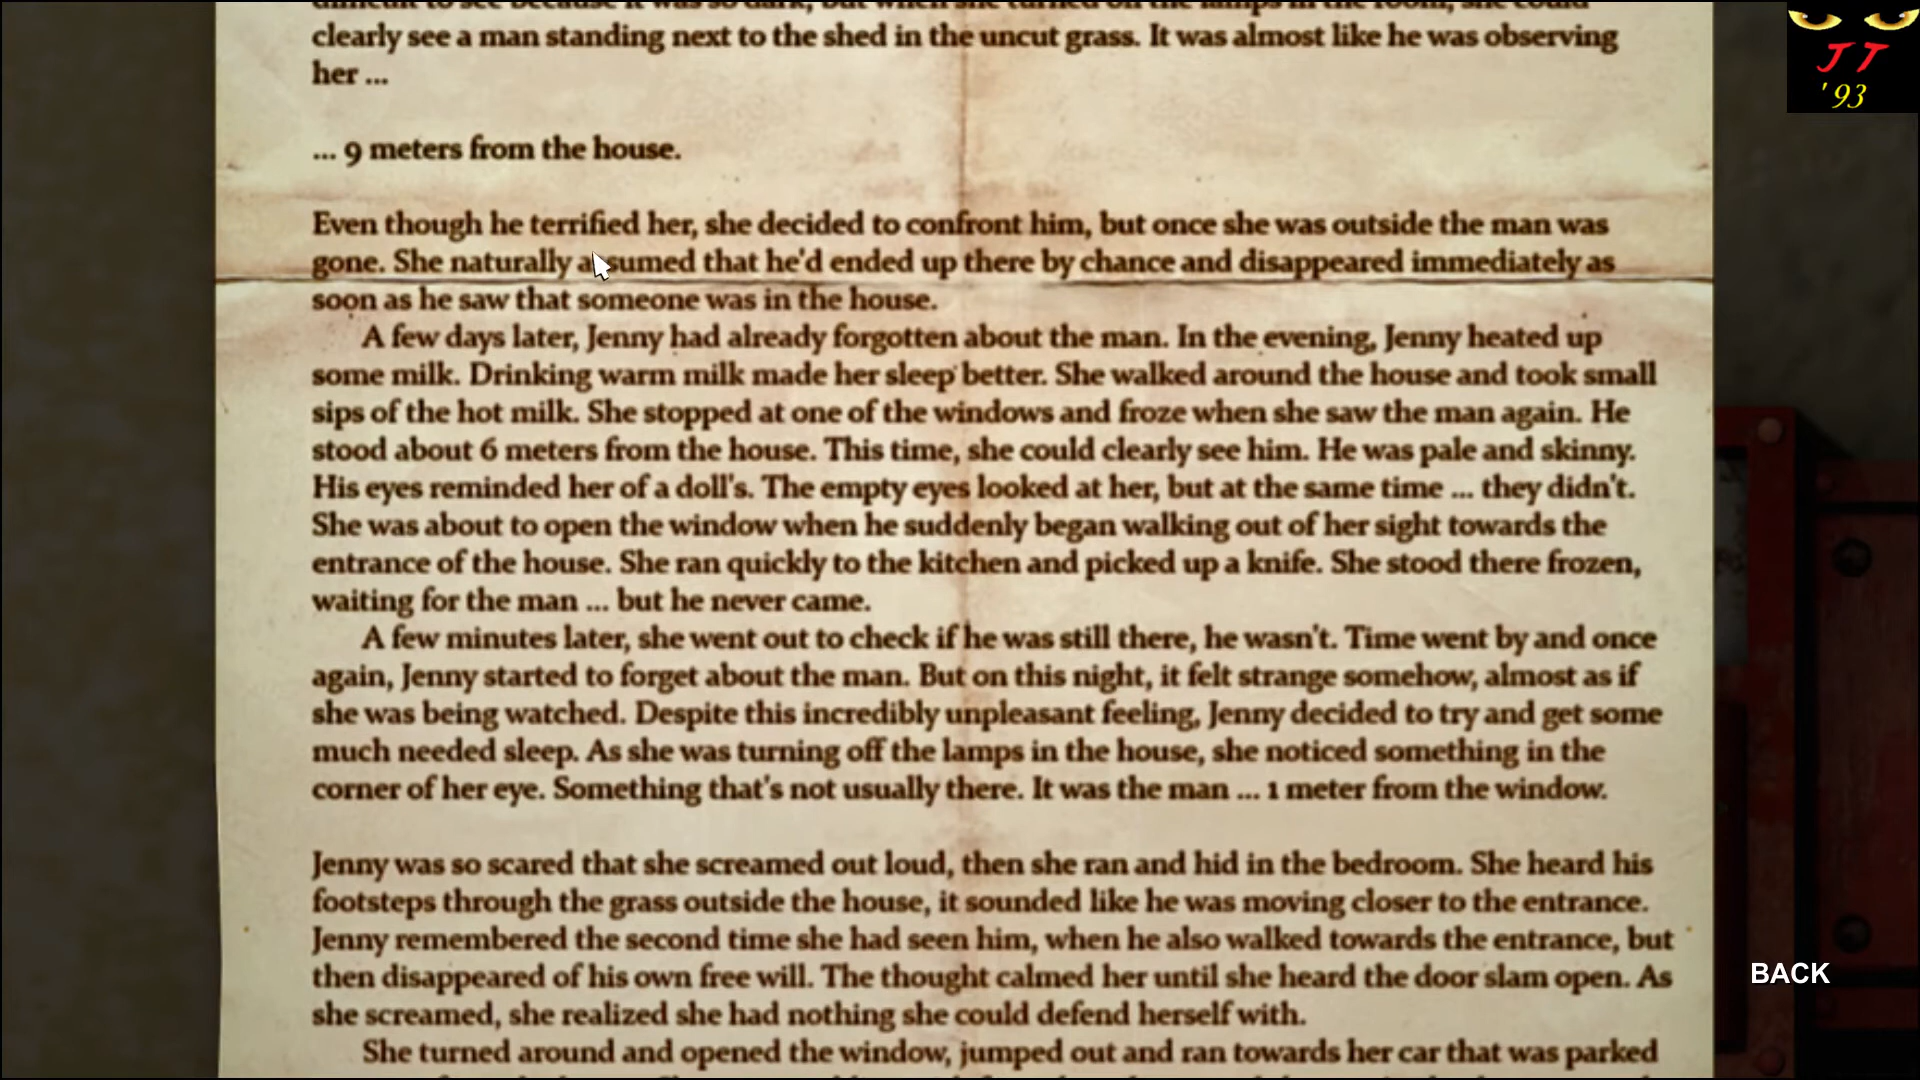 difficult to see because it was so dark, but when she turned on the lamps in the room, she could
clearly see a man standing next to the shed in the uncut grass. It was almost like he was observing
her ...
... 9 meters from the house.
Even though he terrified her, she decided to confront him, but once she was outside the man was
gone. She naturally assumed that he'd ended up there by chance and disappeared immediately as
soon as he saw that someone was in the house.
A few days later, Jenny had already forgotten about the man. In the evening, Jenny heated up
some milk. Drinking warm milk made her sleep better. She walked around the house and took small
sips of the hot milk. She stopped at one of the windows and froze when she saw the man again. He
stood about 6 meters from the house. This time, she could clearly see him. He was pale and skinny.
His eyes reminded her of a doll's. The empty eyes looked at her, but at the same time ... they didn't.
She was about to open the window when he suddenly began walking out of her sight towards the
entrance of the house. She ran quickly to the kitchen and picked up a knife. She stood there frozen,
waiting for the man ... but he never came.
A few minutes later, she went out to check if he was still there, he wasn't. Time went by and once
again, Jenny started to forget about the man. But on this night, it felt strange somehow, almost as if
she was being watched. Despite this incredibly unpleasant feeling, Jenny decided to try and get some
much needed sleep. As she was turning off the lamps in the house, she noticed something in the
corner of her eye. Something that's not usually there. It was the man ... 1 meter from the window.
Jenny was so scared that she screamed out loud, then she ran and hid in the bedroom. She heard his
footsteps through the grass outside the house, it sounded like he was moving closer to the entrance.
Jenny remembered the second time she had seen him, when he also walked towards the entrance, but
then disappeared of his own free will. The thought calmed her until she heard the door slam open. As
she screamed, she realized she had nothing she could defend herself with.
She turned around and opened the window, jumped out and ran towards her car that was parked
JT
'93
BACK